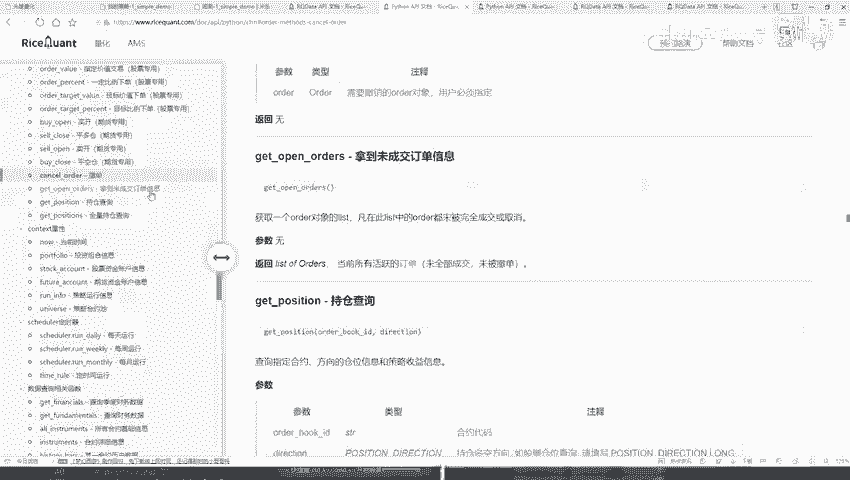 Python API 文档 - RiceQu
RQData API 文档 - RiceQu
https://www.ricequant.com/doc/api/python/chn#order-methods-cancel-order
RiceQuant
量化
AMS
帮助文档
社区
order_value - 指定价值交易（股票专用）
order_percent - 一定比例下单（股票专用）
order_target_value - 目标价值下单（股票专用）
order_target_percent - 目标比例下单（股票专用）
buy_open - 买开（期货专用）
sell_close - 平多仓（期货专用）
sell_open - 卖开（期货专用）
buy_close - 平空仓（期货专用）
cancel_order - 撤单
get_open_orders - 拿到未成交订单信息
get_position - 持仓查询
get_positions - 全量持仓查询
context属性
now - 当前时间
portfolio - 投资组合信息
stock_account - 股票资金账户信息
future_account - 期货资金账户信息
run_info - 策略运行信息
universe - 策略合约池
scheduler定时器
scheduler.run_daily - 每天运行
scheduler.run_weekly - 每周运行
scheduler.run_monthly - 每月运行
time_rule - 定时间运行
数据查询相关函数
get_financials - 查询季度财务数据
get_fundamentals - 查询财务数据
all_instruments - 所有合约基础信息
instruments - 合约详细信息
参数 类型 注释
order Order 需要撤销的order对象，用户必须指定
返回 无
get_open_orders - 拿到未成交订单信息
get_open_orders()
获取一个order对象的list，凡在此list中的order都未被完全成交或取消。
参数 无
返回 list of Orders， 当前所有活跃的订单（未全部成交，未被撤单）。
get_position - 持仓查询
get_position(order_book_id, direction)
查询指定合约、方向的仓位信息和策略收益信息。
参数
参数 类型 注释
order_book_id str 合约代码
direction POSITION_DIRECTION